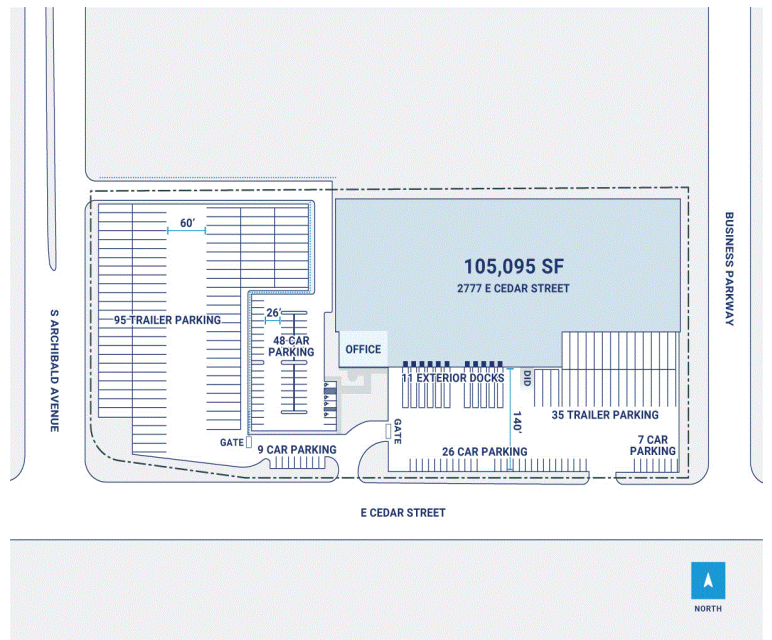 60'
105,095 SF
2777 E CEDAR STREET
BUSINESS PARKWAY
S ARCHIBALD AVENUE
95 TRAILER PARKING
26'
48 CAR
PARKING
OFFICE
11 EXTERIOR DOCKS
DID
35 TRAILER PARKING
140'
GATE
GATE
9 CAR PARKING
26 CAR PARKING
7 CAR
PARKING
E CEDAR STREET
NORTH